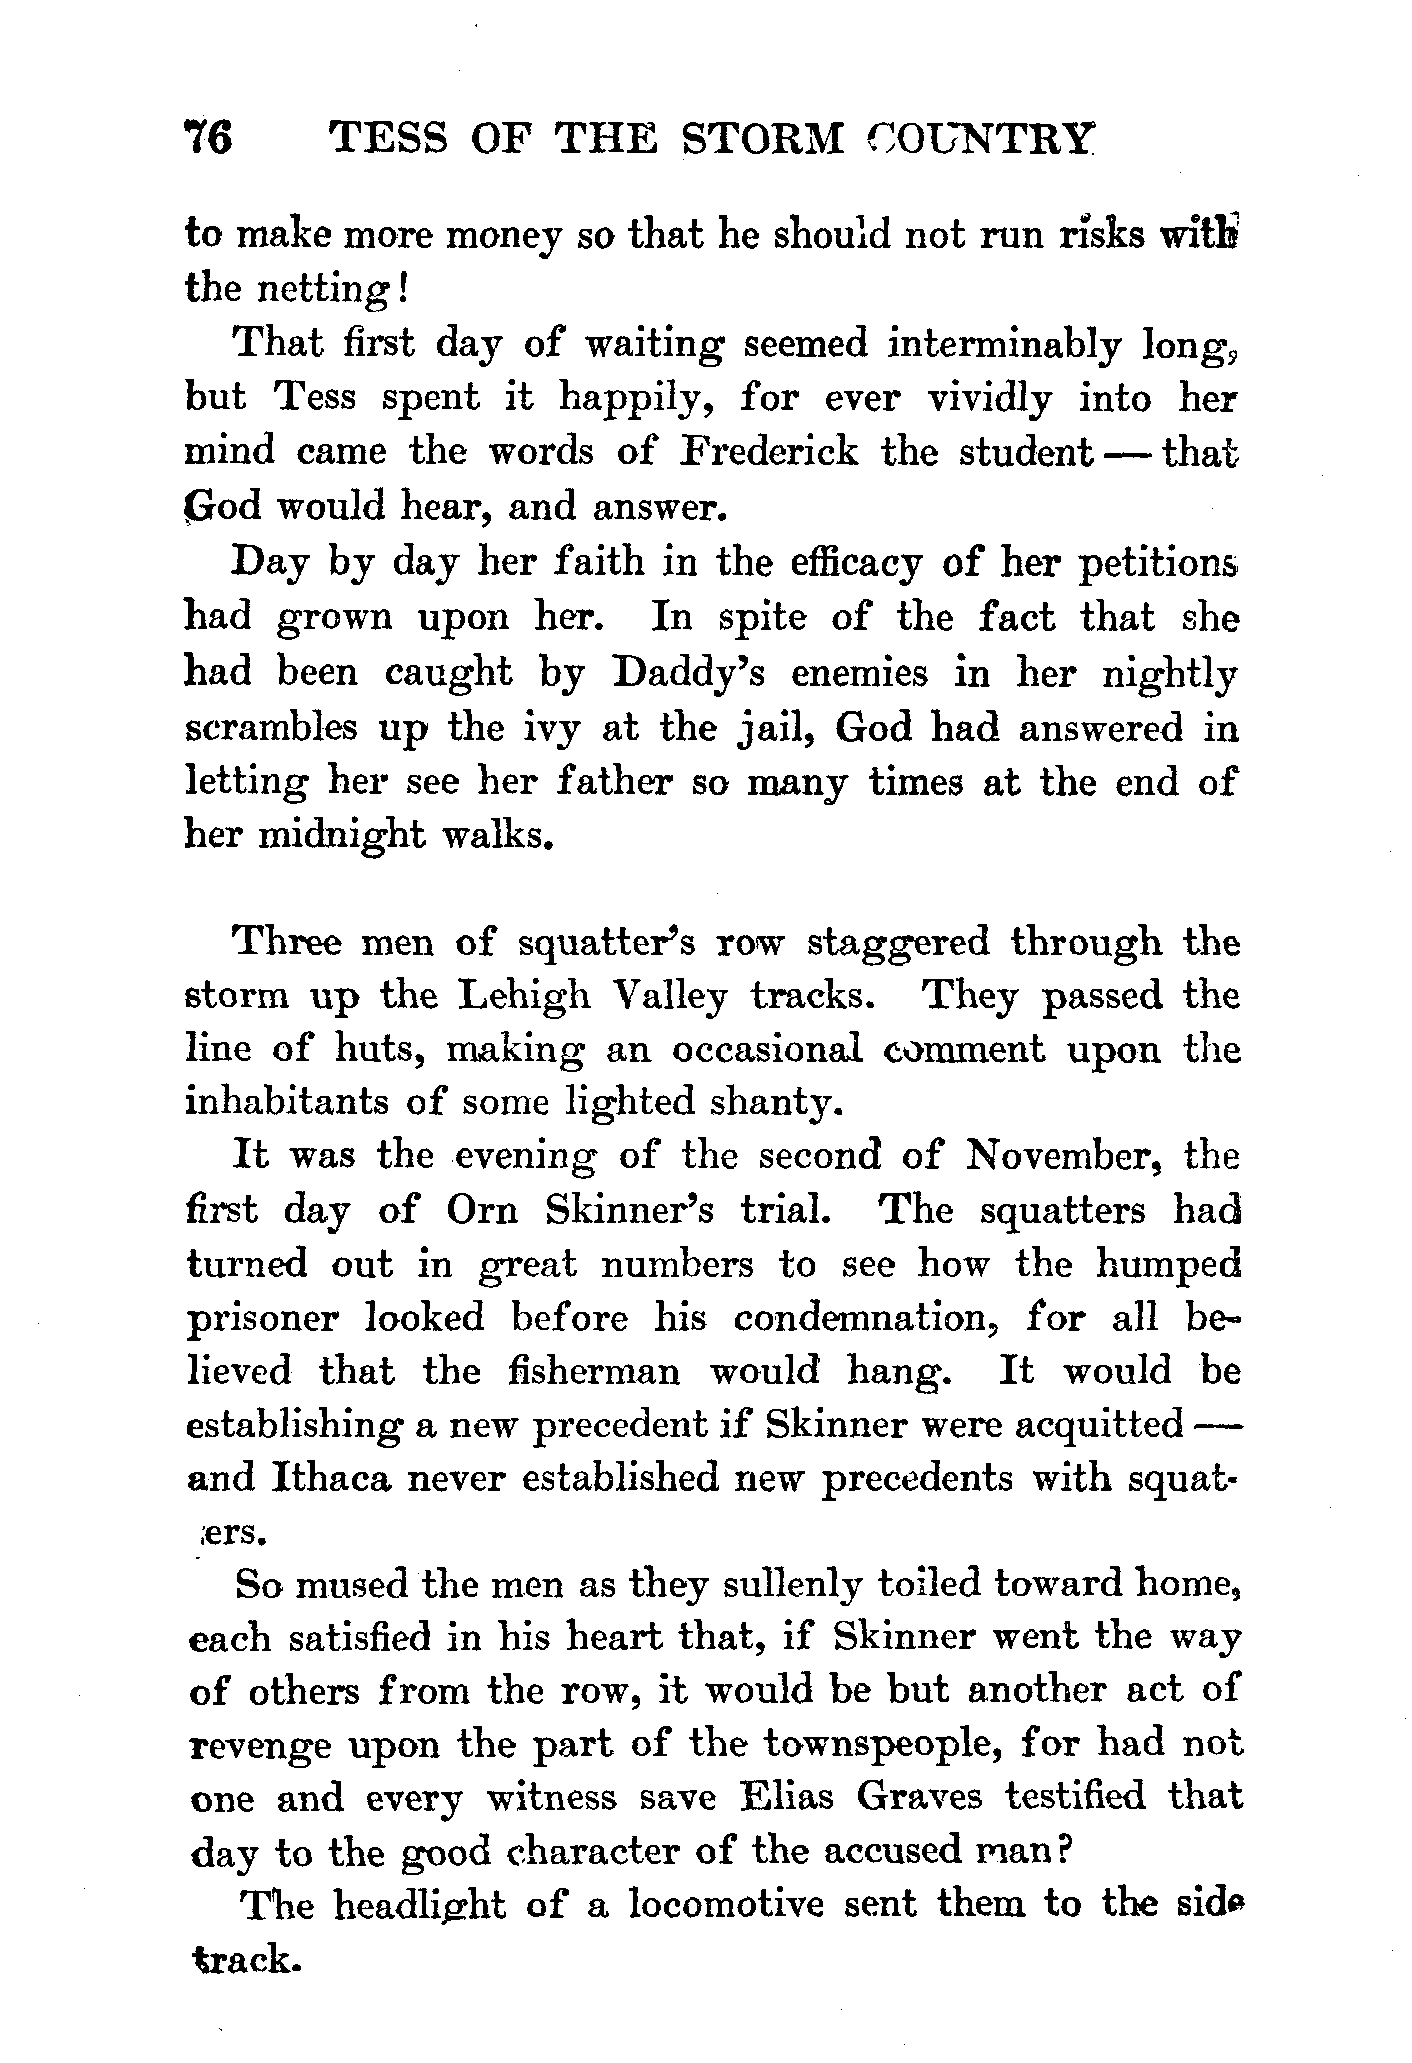 76 TESS OF THE STORM COUNTRY
to make more money so that he should not run risks with
the netting!
That first day of waiting seemed interminably long,
but Tess spent it happily, for ever vividly into her
mind came the words of Frederick the student — that
God would hear, and answer.
Day by day her faith in the efficacy of her petitions
had grown upon her. In spite of the fact that she
had been caught by Daddy's enemies in her nightly
scrambles up the ivy at the jail, God had answered in
letting her see her father so many times at the end of
her midnight walks.
Three men of squatter's row staggered through the
storm up the Lehigh Valley tracks. They passed the
line of huts, making an occasional comment upon the
inhabitants of some lighted shanty.
It was the evening of the second of November, the
first day of Orn Skinner's trial. The squatters had
turned out in great numbers to see how the humped
prisoner looked before his condemnation, for all be-
lieved that the fisherman would hang. It would be
establishing a new precedent if Skinner were acquitted —
and Ithaca never established new precedents with squat-
ters.
So mused the men as they sullenly toiled toward home,
each satisfied in his heart that, if Skinner went the way
of others from the row, it would be but another act of
revenge upon the part of the townspeople, for had not
one and every witness save Elias Graves testified that
day to the good character of the accused man?
The headlight of a locomotive sent them to the side
track.